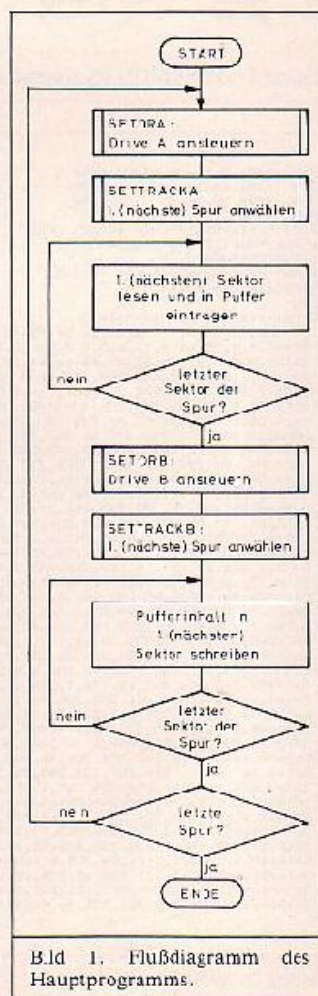 START
SETDRA:
Drive A ansteuern
SETTRACKA
1. (nächste) Spur anwählen
1. (nächsten) Sektor
lesen und in Puffer
eintragen
letzter
Sektor der
Spur?
nein
ja
SETDRB:
Drive B ansteuern
SETTRACKB:
1. (nächste) Spur anwählen
Pufferinhalt in
1. (nächsten)
Sektor schreiben
letzter
Sektor der
Spur?
nein
ja
letzte
Spur?
nein
ja
ENDE
Bild 1. Flußdiagramm des
Hauptprogramms.